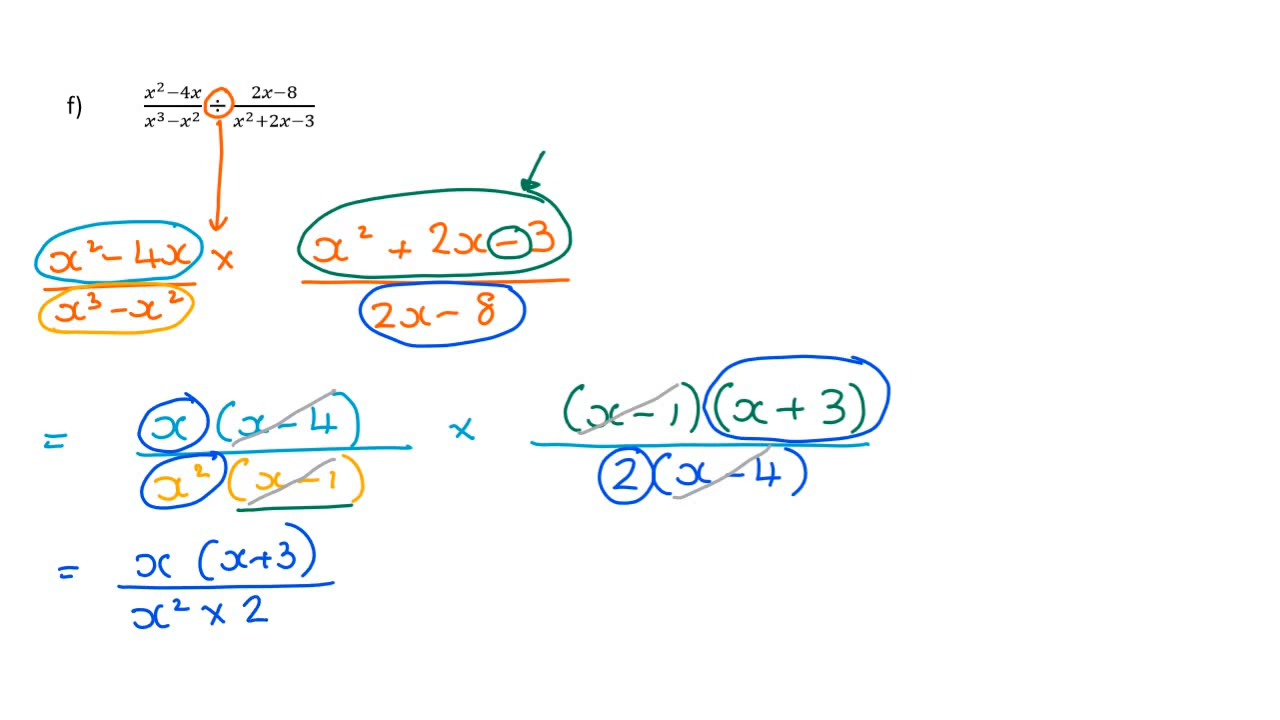 f) x²−4x / x³−x² ÷ 2x−8 / x²+2x−3
x² − 4x / x³ − x² × x² + 2x − 3 / 2x − 8
= x (x − 4) / x² (x − 1) × (x − 1)(x + 3) / 2(x − 4)
= x (x+3) / x² × 2